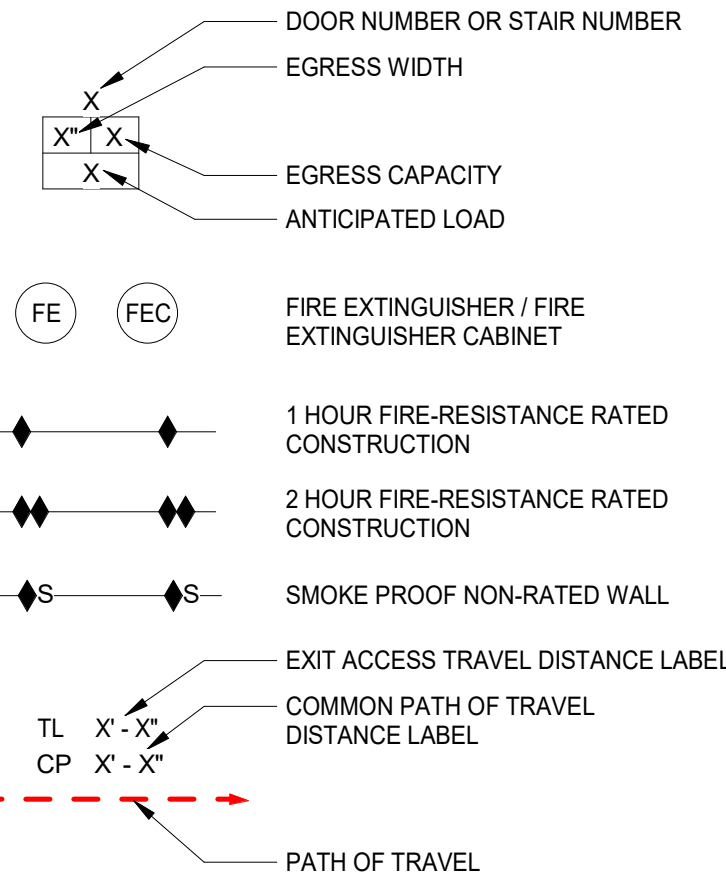 DOOR NUMBER OR STAIR NUMBER
EGRESS WIDTH
X
X" X
X
EGRESS CAPACITY
ANTICIPATED LOAD
FE FEC
FIRE EXTINGUISHER / FIRE
EXTINGUISHER CABINET
1 HOUR FIRE-RESISTANCE RATED
CONSTRUCTION
2 HOUR FIRE-RESISTANCE RATED
CONSTRUCTION
S S
SMOKE PROOF NON-RATED WALL
EXIT ACCESS TRAVEL DISTANCE LABEL
COMMON PATH OF TRAVEL
DISTANCE LABEL
TL X' - X"
CP X' - X"
PATH OF TRAVEL